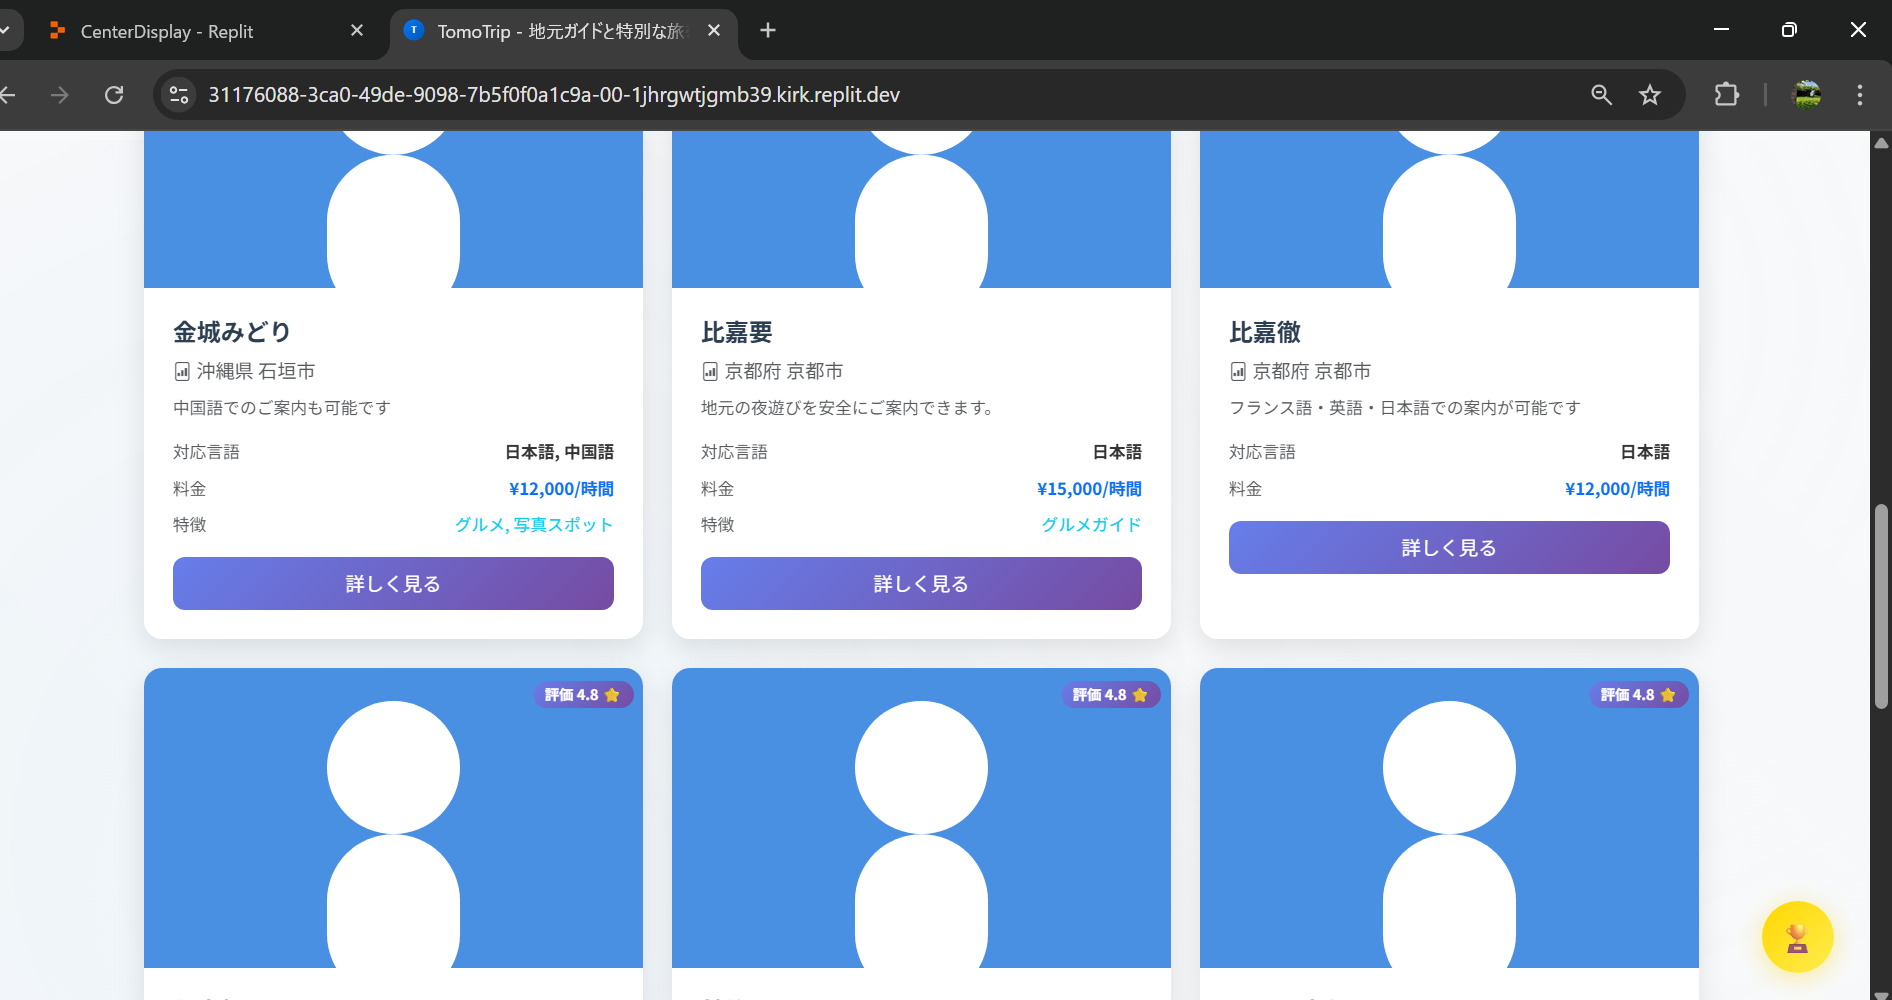 CenterDisplay - Replit
T
TomoTrip - 地元ガイドと特別な旅
31176088-3ca0-49de-9098-7b5f0f0a1c9a-00-1jhrgwtjgmb39.kirk.replit.dev
金城みどり
沖縄県 石垣市
中国語でのご案内も可能です
対応言語 日本語, 中国語
料金 ¥12,000/時間
特徴 グルメ, 写真スポット
詳しく見る
比嘉要
京都府 京都市
地元の夜遊びを安全にご案内できます。
対応言語 日本語
料金 ¥15,000/時間
特徴 グルメガイド
詳しく見る
比嘉徹
京都府 京都市
フランス語・英語・日本語での案内が可能です
対応言語 日本語
料金 ¥12,000/時間
詳しく見る
評価 4.8
評価 4.8
評価 4.8